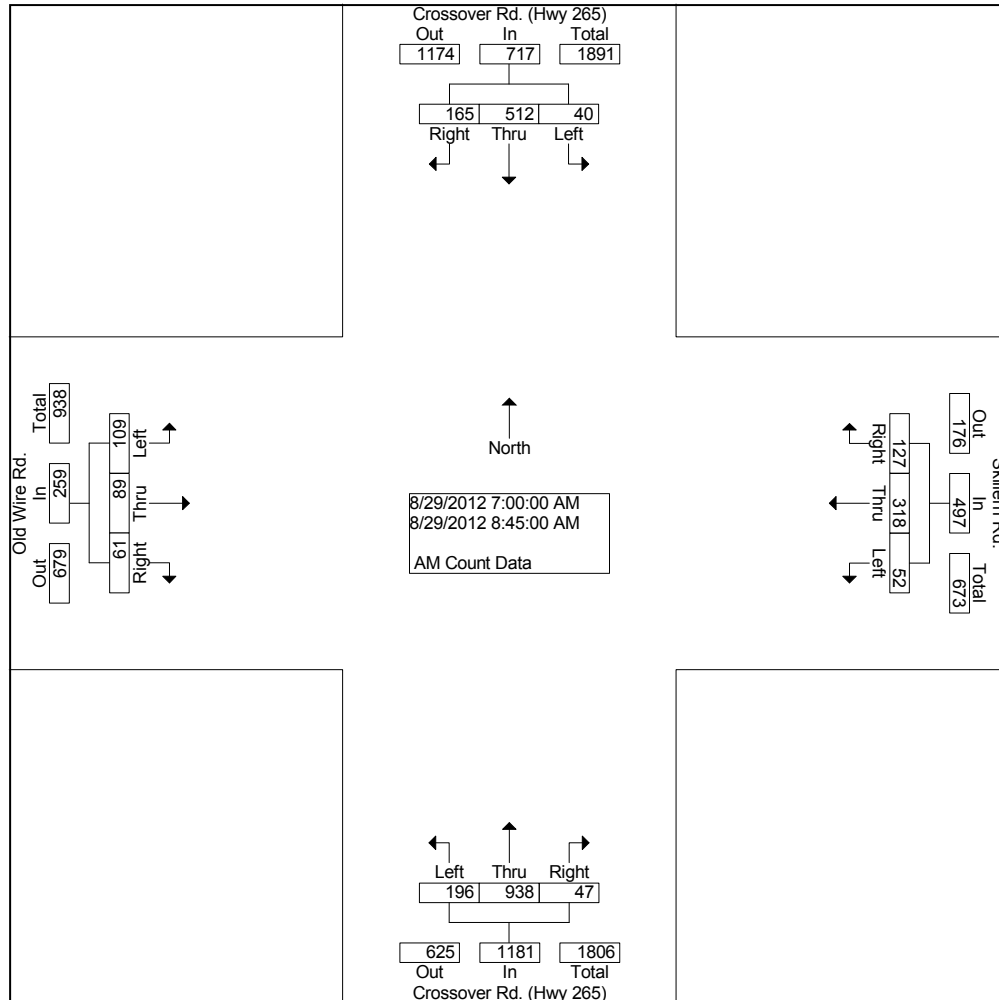 Crossover Rd. (Hwy 265)
Out In Total
1174 717 1891
165 512 40
Right Thru Left
Old Wire Rd.
Total In Out
938 259 679
109 89 61
Left Thru Right
North
8/29/2012 7:00:00 AM
8/29/2012 8:45:00 AM
AM Count Data
Right Thru Left
127 318 52
Out In Total
176 497 673
Rd.
Left Thru Right
196 938 47
625 1181 1806
Out In Total
Crossover Rd. (Hwy 265)